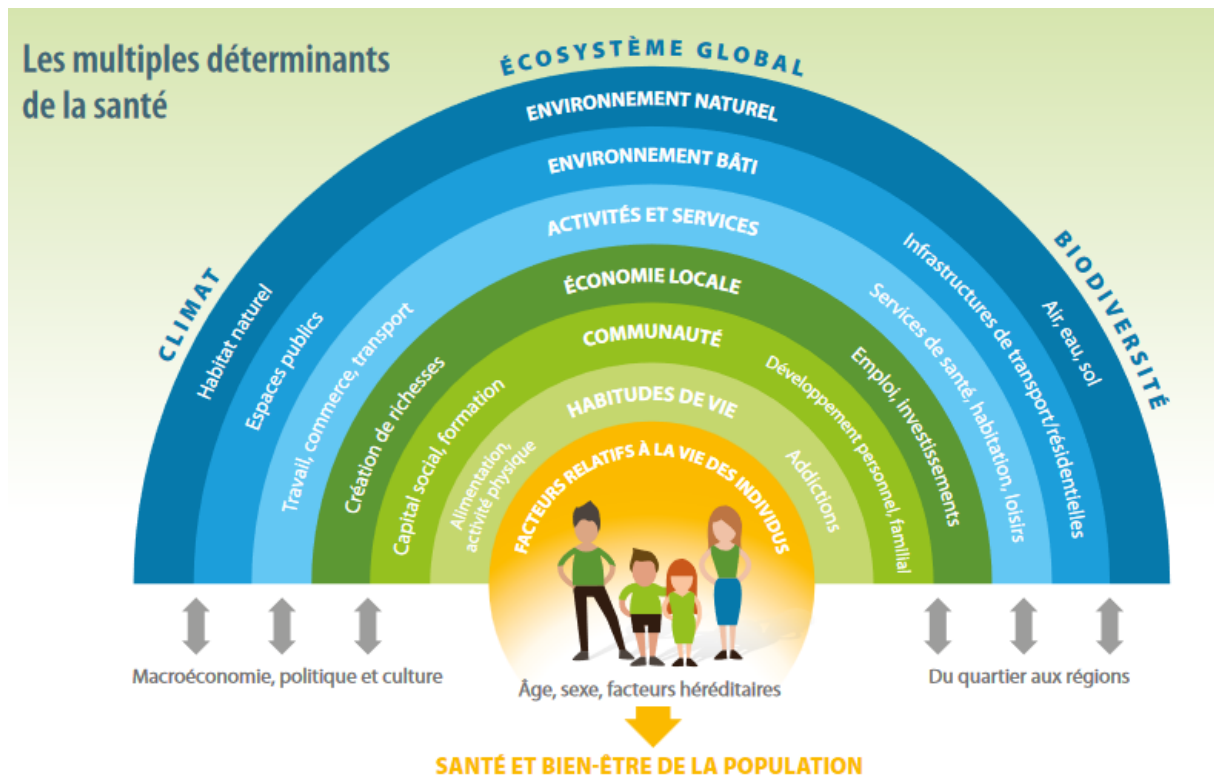 Les multiples déterminants
de la santé
ÉCOSYSTÈME GLOBAL
CLIMAT
BIODIVERSITÉ
ENVIRONNEMENT NATUREL
Habitat naturel
Air, eau, sol
ENVIRONNEMENT BÂTI
Espaces publics
Infrastructures de transport/résidentielles
ACTIVITÉS ET SERVICES
Travail, commerce, transport
Services de santé, habitation, loisirs
ÉCONOMIE LOCALE
Création de richesses
Emploi, investissements
COMMUNAUTÉ
Capital social, formation
Développement personnel, familial
HABITUDES DE VIE
Alimentation,
activité physique
Addictions
FACTEURS RELATIFS À LA VIE DES INDIVIDUS
Macroéconomie, politique et culture
Âge, sexe, facteurs héréditaires
Du quartier aux régions
SANTÉ ET BIEN-ÊTRE DE LA POPULATION